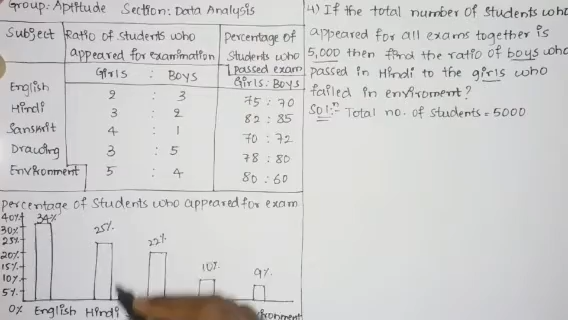 Group: Aptitude Section: Data Analysis
Subject Ratio of Students who appeared for examination percentage of Students who passed exam
Girls : Boys Girls : Boys
English 2 : 3 75 : 70
Hindi 3 : 2 82 : 85
Sanskrit 4 : 1 70 : 72
Drawing 3 : 5 78 : 80
Environment 5 : 4 80 : 60
percentage of Students who appeared for exam
40%
30%
25%
20%
15%
10%
5%
0%
34%
25%
22%
10%
9%
English Hindi
4) If the total number of Students who
appeared for all exams together is
5,000 then find the ratio of boys who
passed in Hindi to the girls who
failed in enviroment?
Sol:-n Total no. of Students = 5000